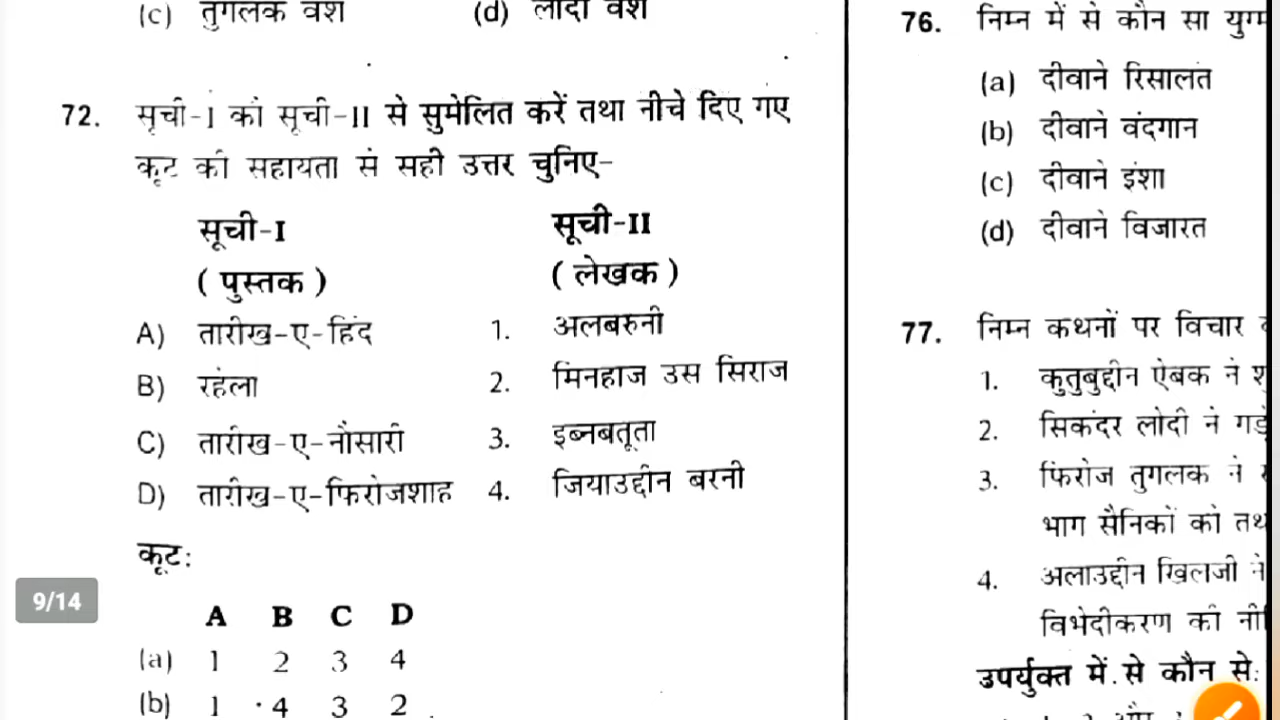 (c) तुगलक वंश (d) लोदी वंश
72. सूची-I को सूची-II से सुमेलित करें तथा नीचे दिए गए
कूट की सहायता से सही उत्तर चुनिए-
सूची-I सूची-II
(पुस्तक) (लेखक)
A) तारीख-ए-हिंद 1. अलबरुनी
B) रहेला 2. मिनहाज उस सिराज
C) तारीख-ए-नौसारी 3. इब्नबतूता
D) तारीख-ए-फिरोजशाह 4. जियाउद्दीन बरनी
कूट:
A B C D
(a) 1 2 3 4
(b) 1 4 3 2
9/14
76. निम्न में से कौन सा युग्म
(a) दीवाने रिसालत
(b) दीवाने वंदगान
(c) दीवाने इंशा
(d) दीवाने विजारत
77. निम्न कथनों पर विचार
1. कुतुबुद्दीन ऐबक ने
2. सिकंदर लोदी ने
3. फिरोज तुगलक ने
भाग सैनिकों को
4. अलाउद्दीन खिलजी ने
विभेदीकरण की
उपर्युक्त में से कौन से